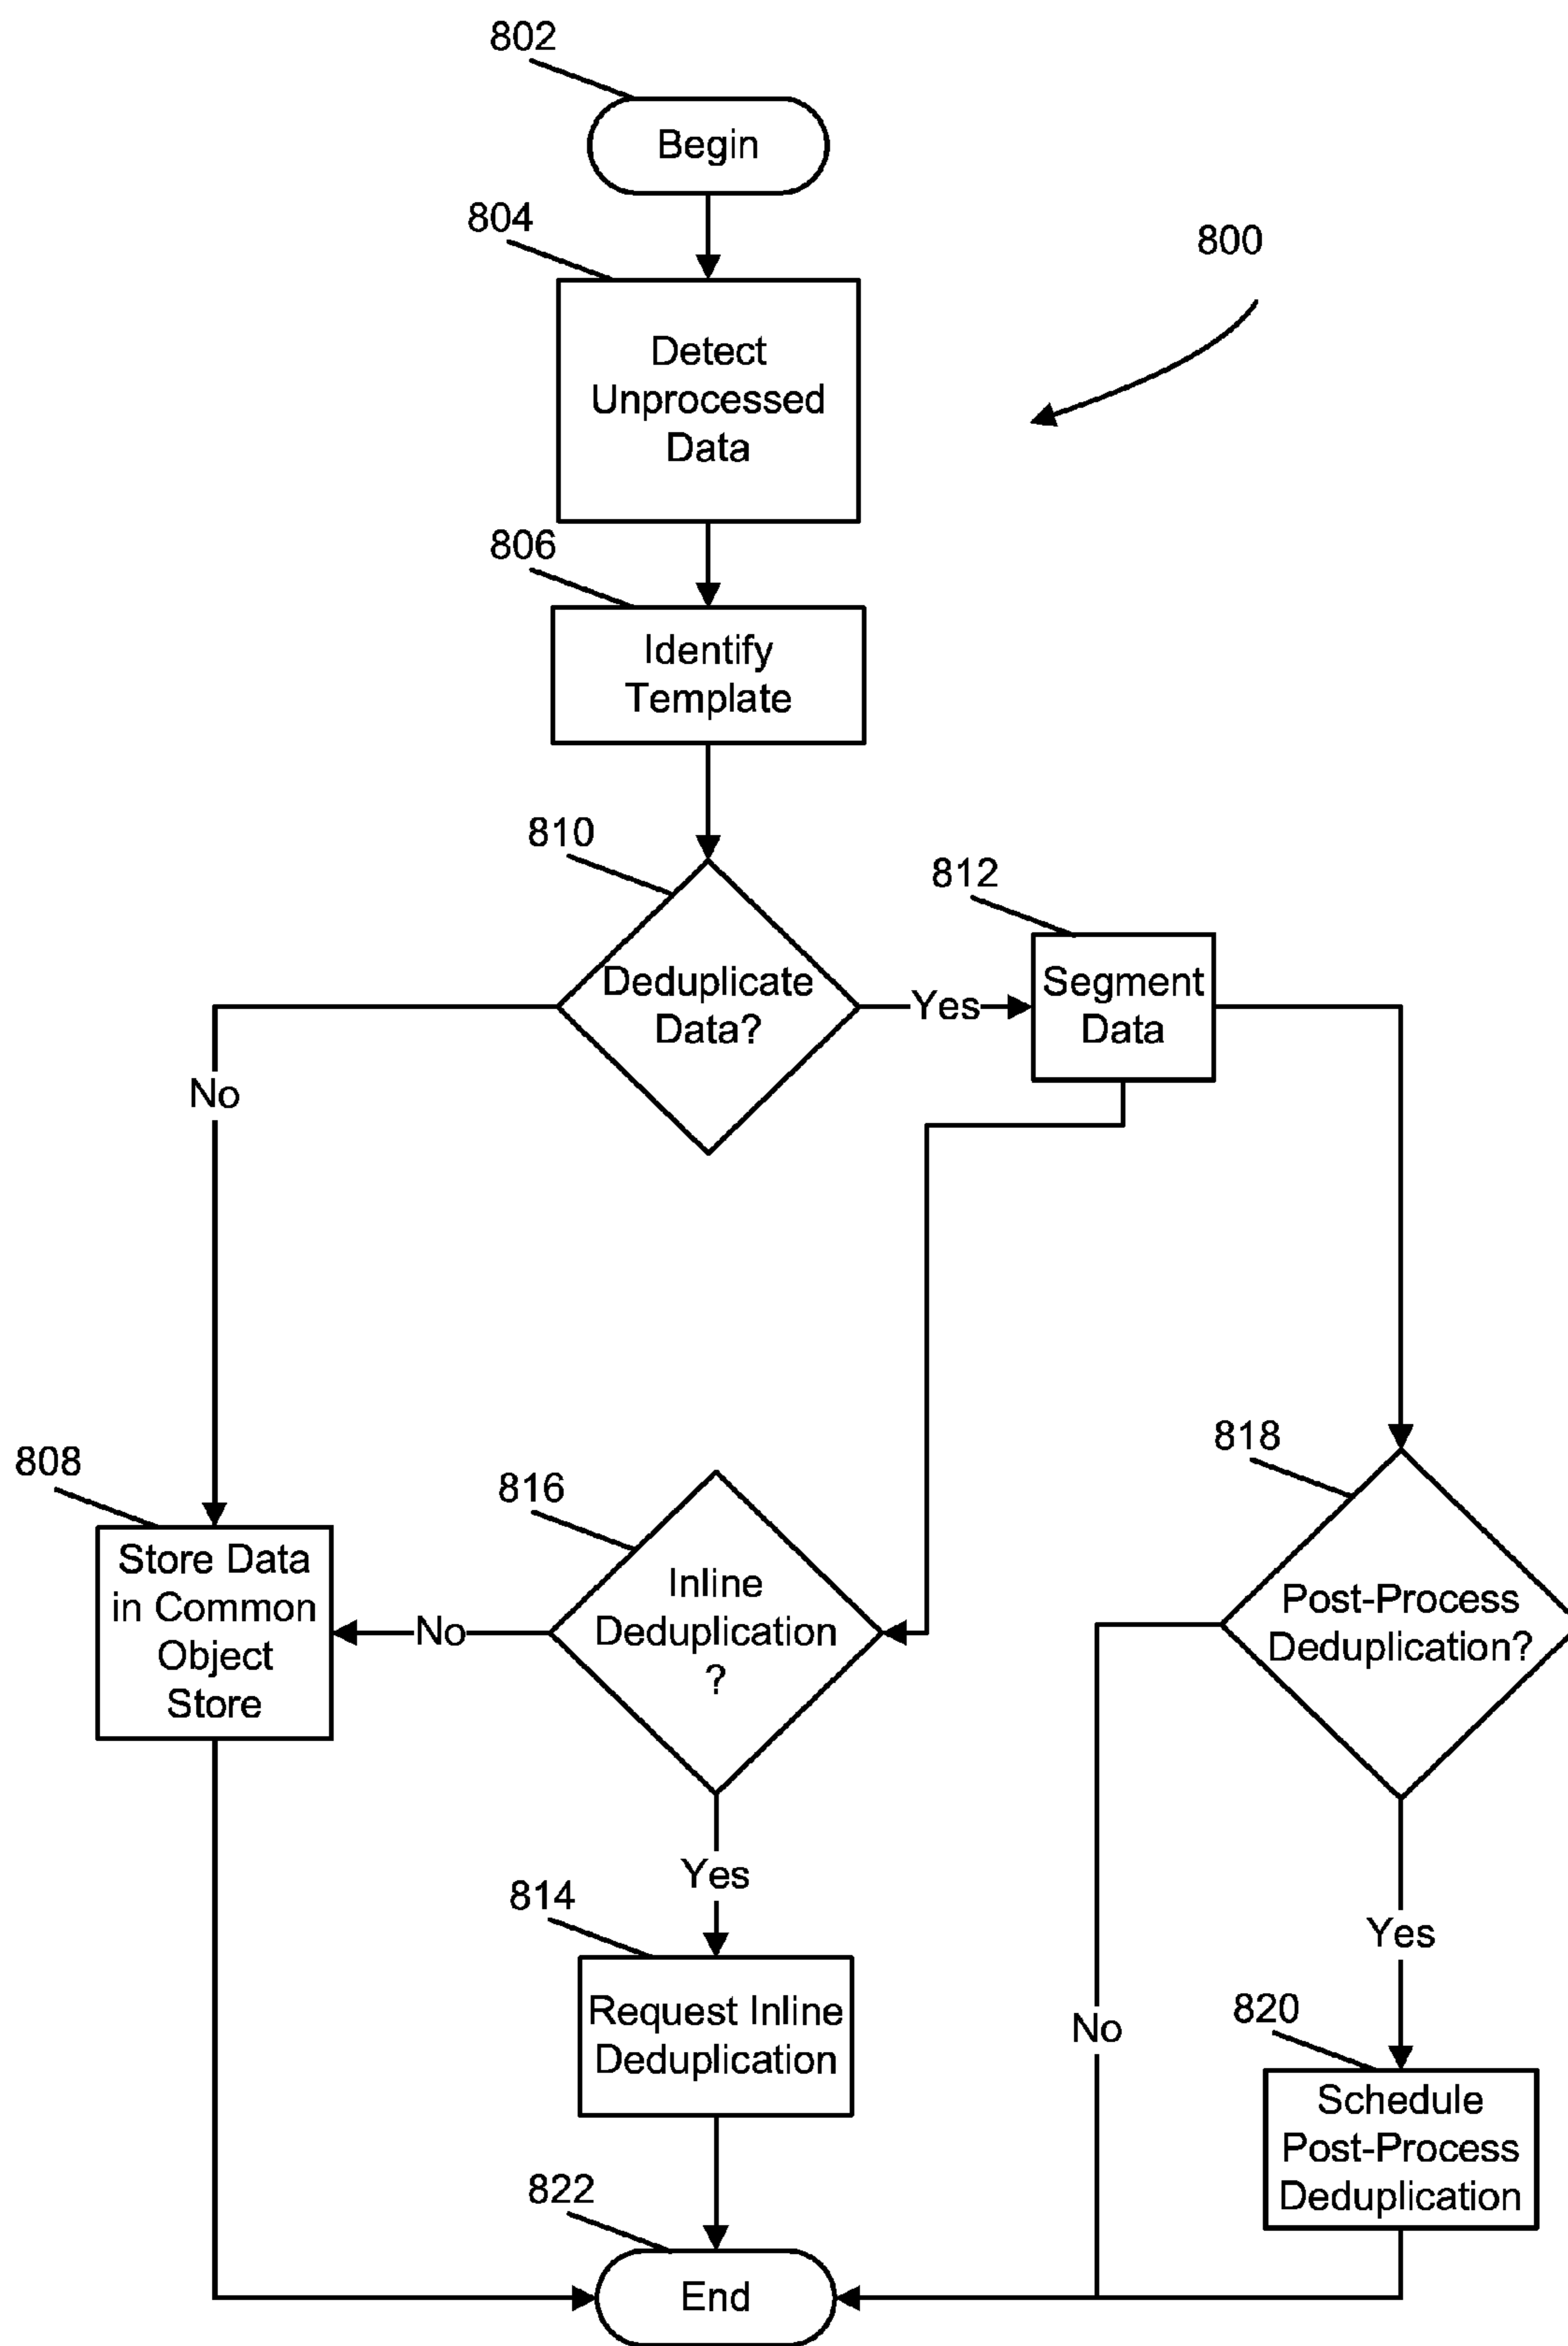 802
Begin
804
800
Detect
Unprocessed
Data
806
Identify
Template
810
812
Deduplicate
Data?
Yes
Segment
Data
No
808
816
818
Store Data
in Common
Object
Store
No
Inline
Deduplication
?
Post-Process
Deduplication?
Yes
814
Yes
Request Inline
Deduplication
No
820
Schedule
Post-Process
Deduplication
822
End